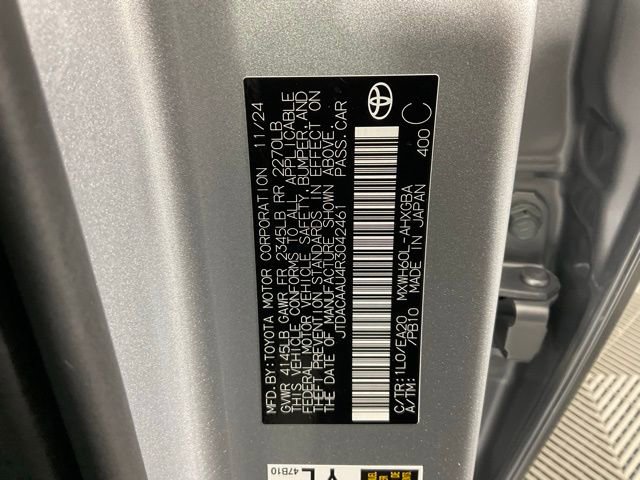 MFD. BY: TOYOTA MOTOR CORPORATION 11/24
GVWR 4145LB GAWR FR 2345LB RR 2270LB
THIS VEHICLE CONFORMS TO ALL APPLICABLE
FEDERAL MOTOR VEHICLE SAFETY, BUMPER, AND
THEFT PREVENTION STANDARDS IN EFFECT ON
THE DATE OF MANUFACTURE SHOWN ABOVE.
JTDACAAU4R3042461 PASS. CAR
C/TR: 1L0/EA20 MXWH60L-AHXGBA
A/TM: /PB10 MADE IN JAPAN 400 C
YL
47B10